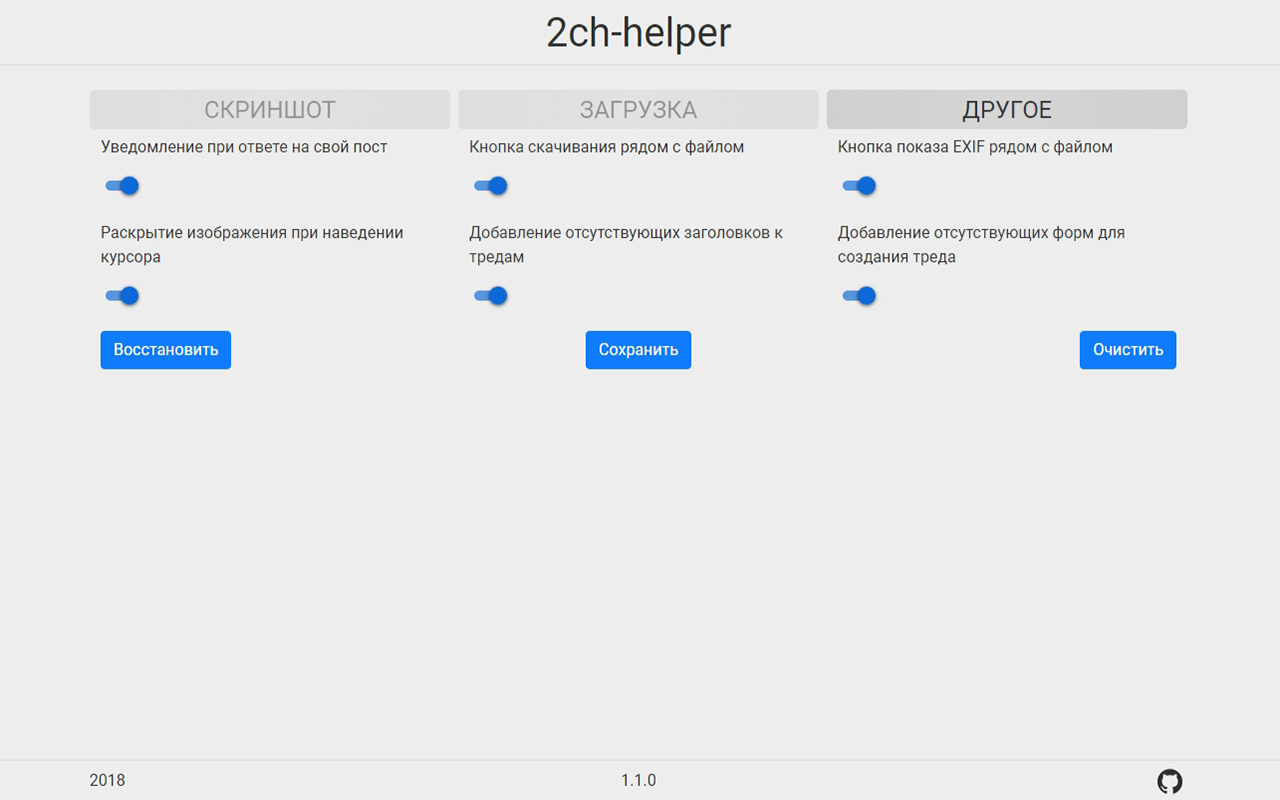 2ch-helper
СКРИНШОТ
ЗАГРУЗКА
ДРУГОЕ
Уведомление при ответе на свой пост
Кнопка скачивания рядом с файлом
Кнопка показа EXIF рядом с файлом
Раскрытие изображения при наведении
курсора
Добавление отсутствующих заголовков к
тредам
Добавление отсутствующих форм для
создания треда
Восстановить
Сохранить
Очистить
2018
1.1.0